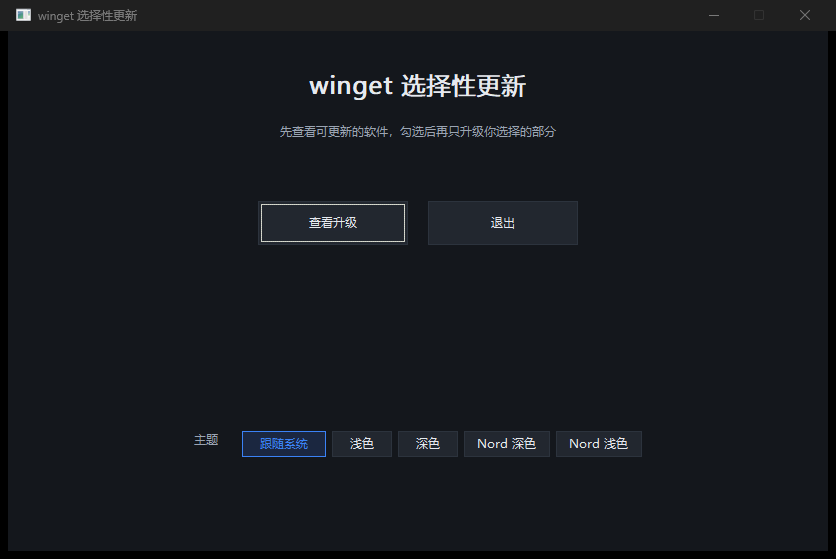 winget 选择性更新
winget 选择性更新
先查看可更新的软件，勾选后再只升级你选择的部分
查看升级 退出
主题 跟随系统 浅色 深色 Nord 深色 Nord 浅色